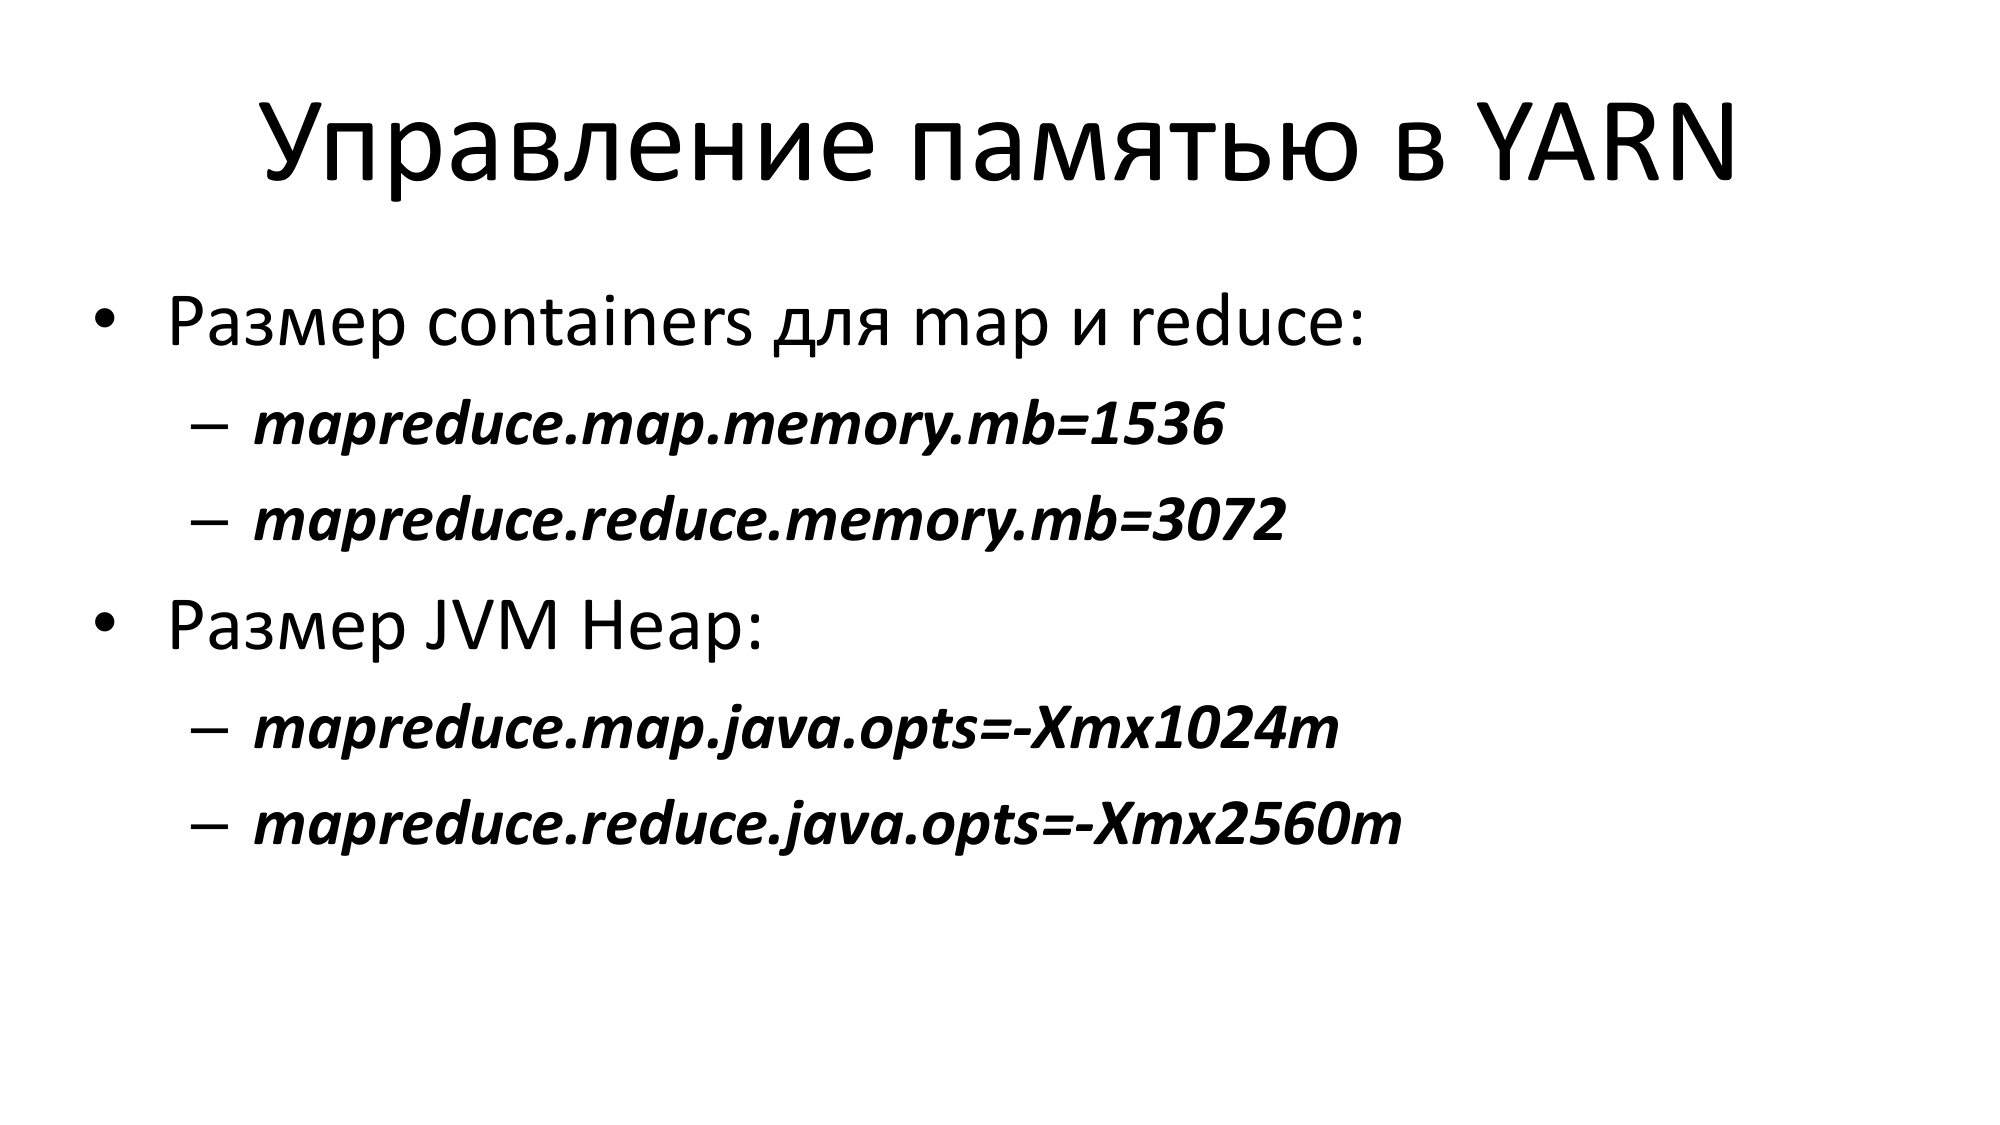 Управление памятью в YARN
• Размер containers для map и reduce:
– mapreduce.map.memory.mb=1536
– mapreduce.reduce.memory.mb=3072
• Размер JVM Heap:
– mapreduce.map.java.opts=-Xmx1024m
– mapreduce.reduce.java.opts=-Xmx2560m